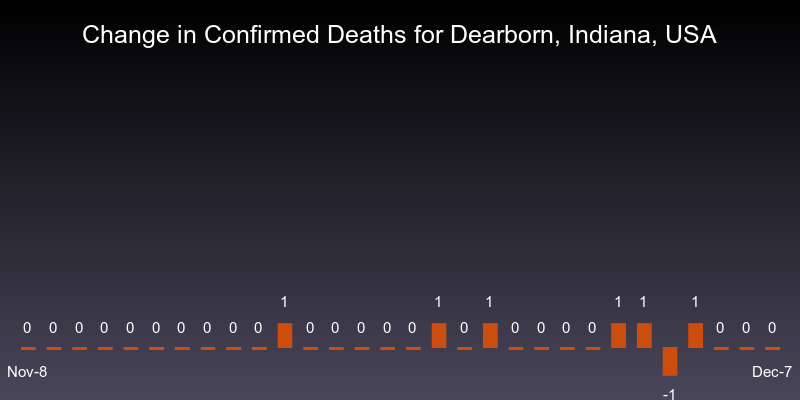 Change in Confirmed Deaths for Dearborn, Indiana, USA
1 1 1 1 1 1
0 0 0 0 0 0 0 0 0 0 0 0 0 0 0 0 0 0 0 0 0 0 0
Nov-8 Dec-7
-1